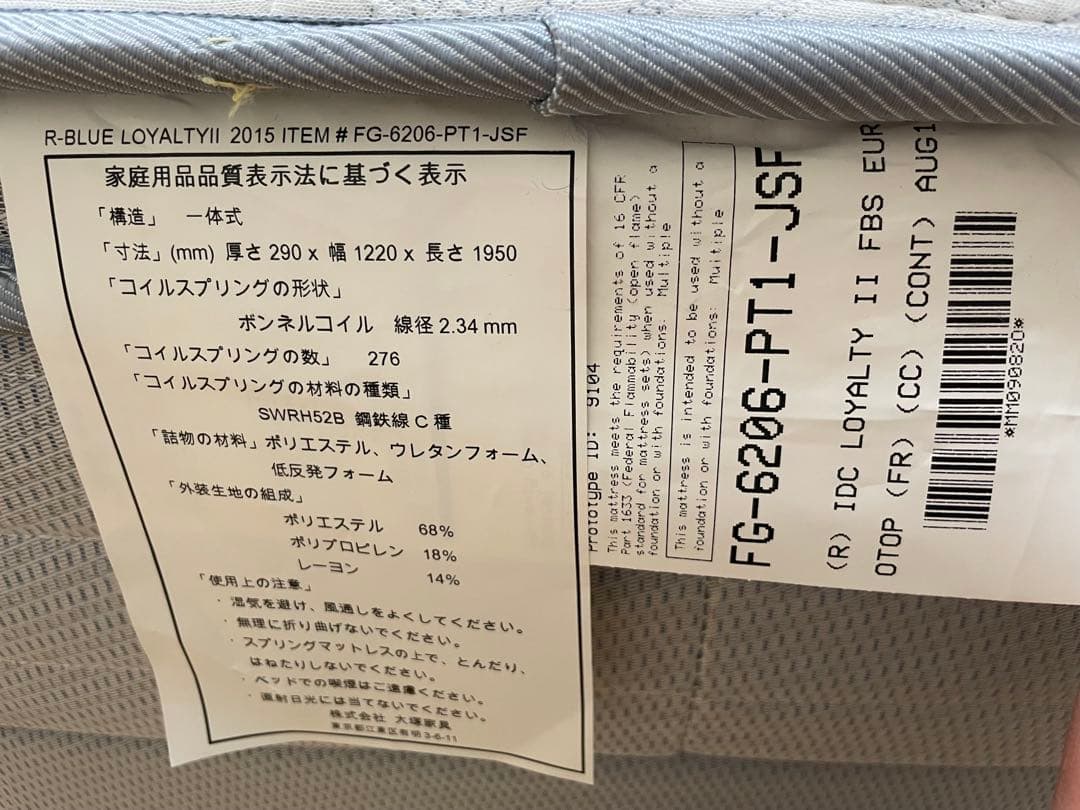 R-BLUE LOYALTYII 2015 ITEM # FG-6206-PT1-JSF
家庭用品品質表示法に基づく表示
「構造」 一体式
「寸法」(mm) 厚さ 290 x 幅 1220 x 長さ 1950
「コイルスプリングの形状」
ボンネルコイル 線径 2.34 mm
「コイルスプリングの数」 276
「コイルスプリングの材料の種類」
SWRH52B 鋼鉄線 C 種
「詰物の材料」ポリエステル、ウレタンフォーム、
低反発フォーム
「外装生地の組成」
ポリエステル 68%
ポリプロピレン 18%
レーヨン 14%
「使用上の注意」
・湿気を避け、風通しをよくしてください。
・無理に折り曲げないでください。
・スプリングマットレスの上で、とんだり、
はねたりしないでください。
・ベッドでの喫煙はご遠慮ください。
・直射日光には当てないでください。
株式会社 大塚家具
東京都江東区有明3-6-11
Prototype ID: 9104
This mattress meets the requirements of 16 CFR
Part 1633 (Federal Flammability (open flame)
standard for mattress sets) when used without a
foundation or with foundations: Multiple
This mattress is intended to be used without a
foundation or with foundations: Multiple
FG-6206-PT1-JSF
(R) IDC LOYALTY II FBS EUR
OTOP (FR) (CC) (CONT) AUG1
*MM090820*